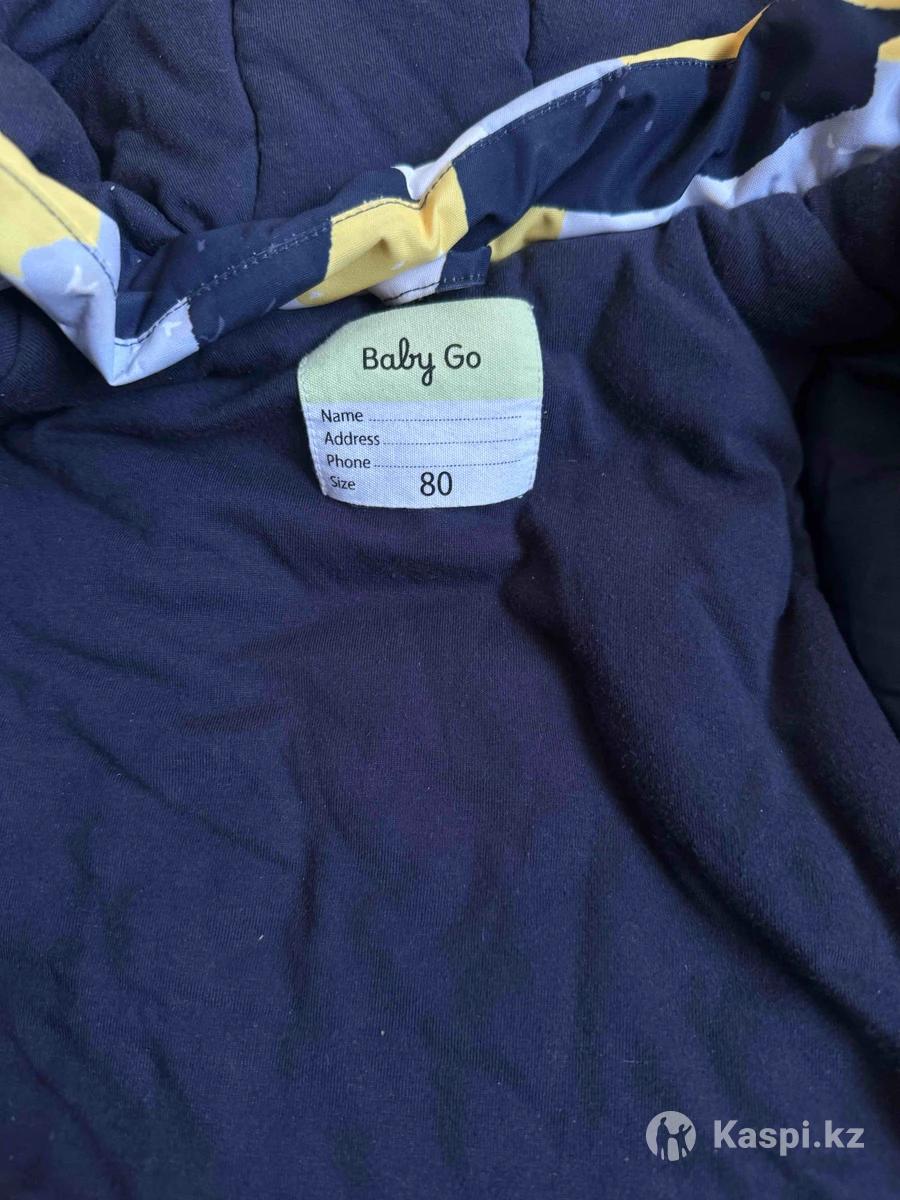 Baby Go
Name
Address
Phone
Size 80
Kaspi.kz